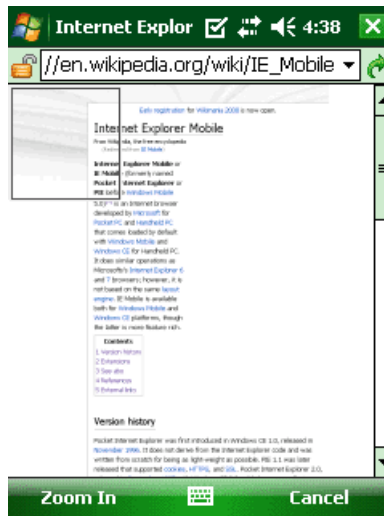 Internet Explor 4:38
//en.wikipedia.org/wiki/IE_Mobile
Early registration for Wikimania 2008 is now open.
Internet Explorer Mobile
From Wikipedia, the free encyclopedia
Internet Explorer Mobile or
IE Mobile (formerly named
Pocket Internet Explorer or
PIE before Windows Mobile
5.0) is an Internet browser
developed by Microsoft for
Pocket PC and Handheld PC
that comes loaded by default
with Windows Mobile and
Windows CE for Handheld PC.
It does similar operations as
Microsoft's Internet Explorer 6
and 7 browsers; however, it is
not based on the same layout
engine. IE Mobile is available
both for Windows Mobile and
Windows CE platforms, though
the latter is more feature rich.
Contents
1 Version history
2 Extensions
3 See also
4 References
5 External links
Version history
Pocket Internet Explorer was first introduced in Windows CE 1.0, released in
November 1996. It does not derive from the Internet Explorer code and was
written from scratch for being as light-weight as possible. PIE 1.1 was later
released that supported cookies, HTTPS, and SSL. Pocket Internet Explorer 2.0,
Zoom In Cancel